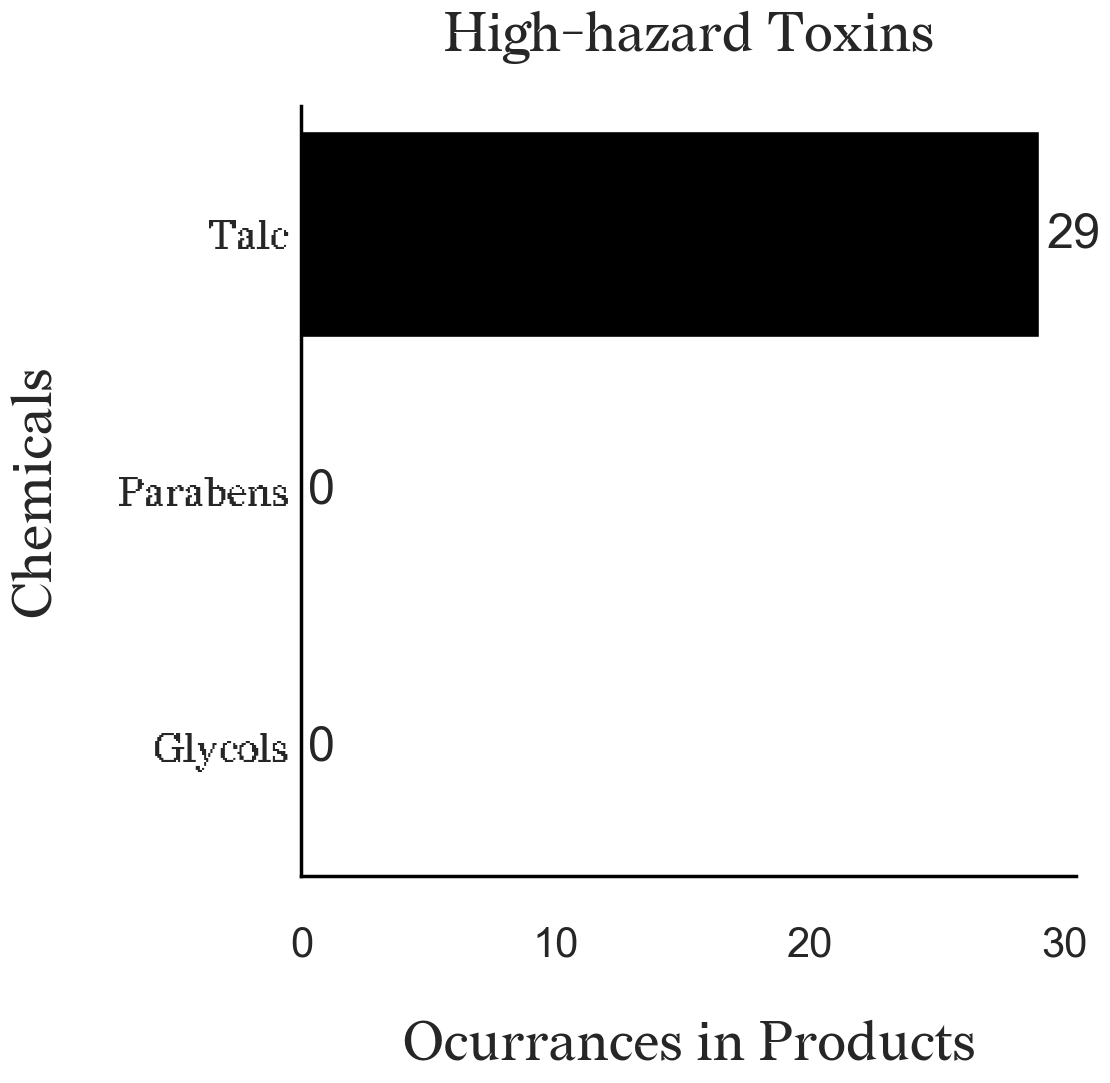 High-hazard Toxins
Talc
29
Chemicals
Parabens
0
Glycols
0
0
10
20
30
Ocurrances in Products